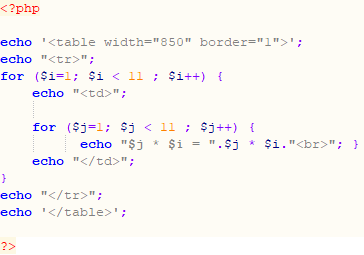 <?php
echo '<table width="850" border="1">';
echo "<tr>";
for ($i=1; $i < 11 ; $i++) {
echo "<td>";
for ($j=1; $j < 11 ; $j++) {
echo "$j * $i = ".$j * $i."<br>"; }
echo "</td>";
}
echo "</tr>";
echo '</table>';
?>